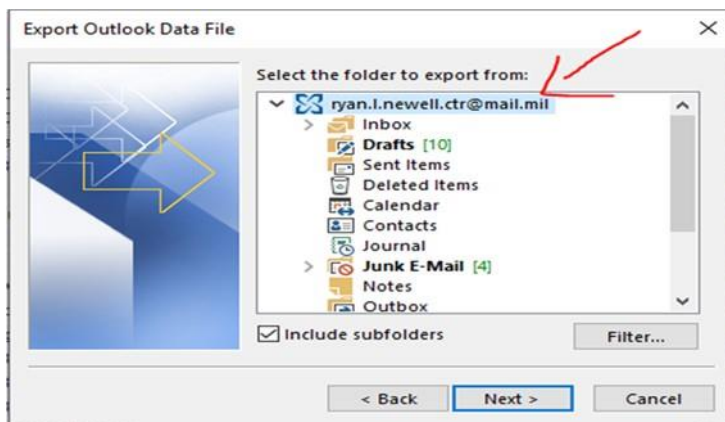 Export Outlook Data File
Select the folder to export from:
ryan.l.newell.ctr@mail.mil
Inbox
Drafts [10]
Sent Items
Deleted Items
Calendar
Contacts
Journal
Junk E-Mail [4]
Notes
Outbox
Include subfolders
Filter...
< Back
Next >
Cancel